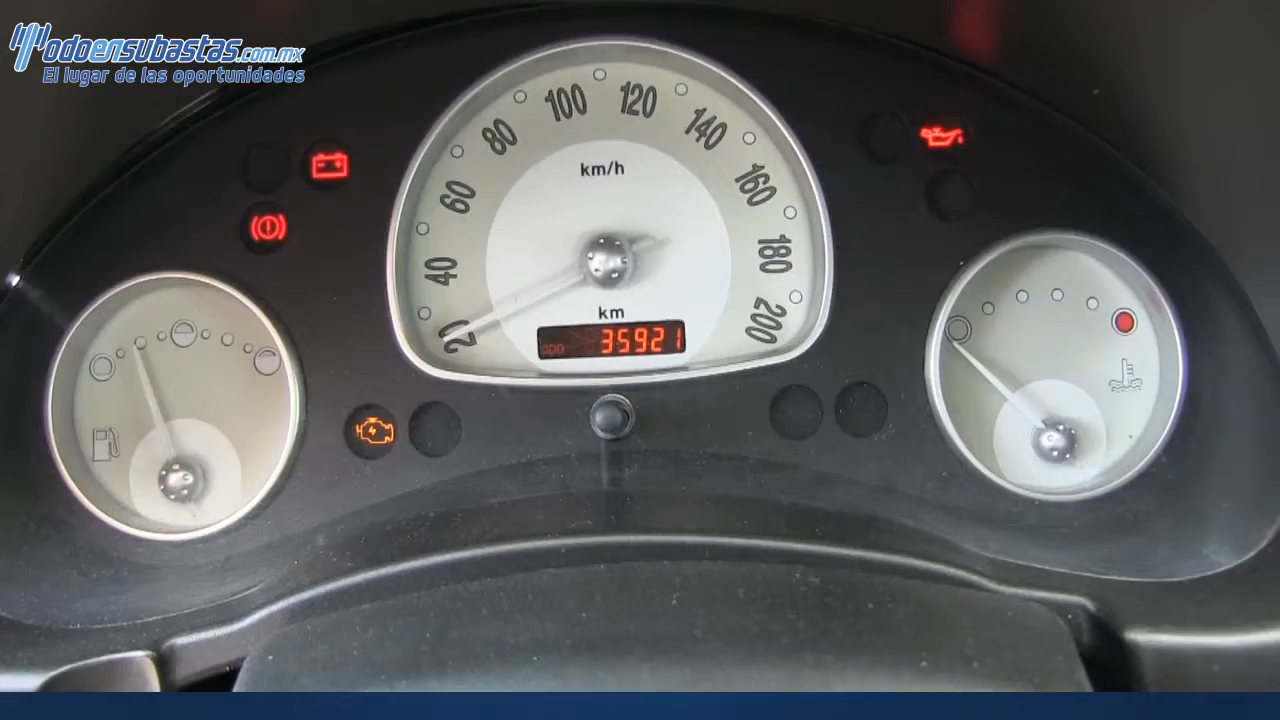 Todoensubastas.com.mx
El lugar de las oportunidades
100
120
80
140
km/h
60
160
40
180
km
20
200
ODO 35921